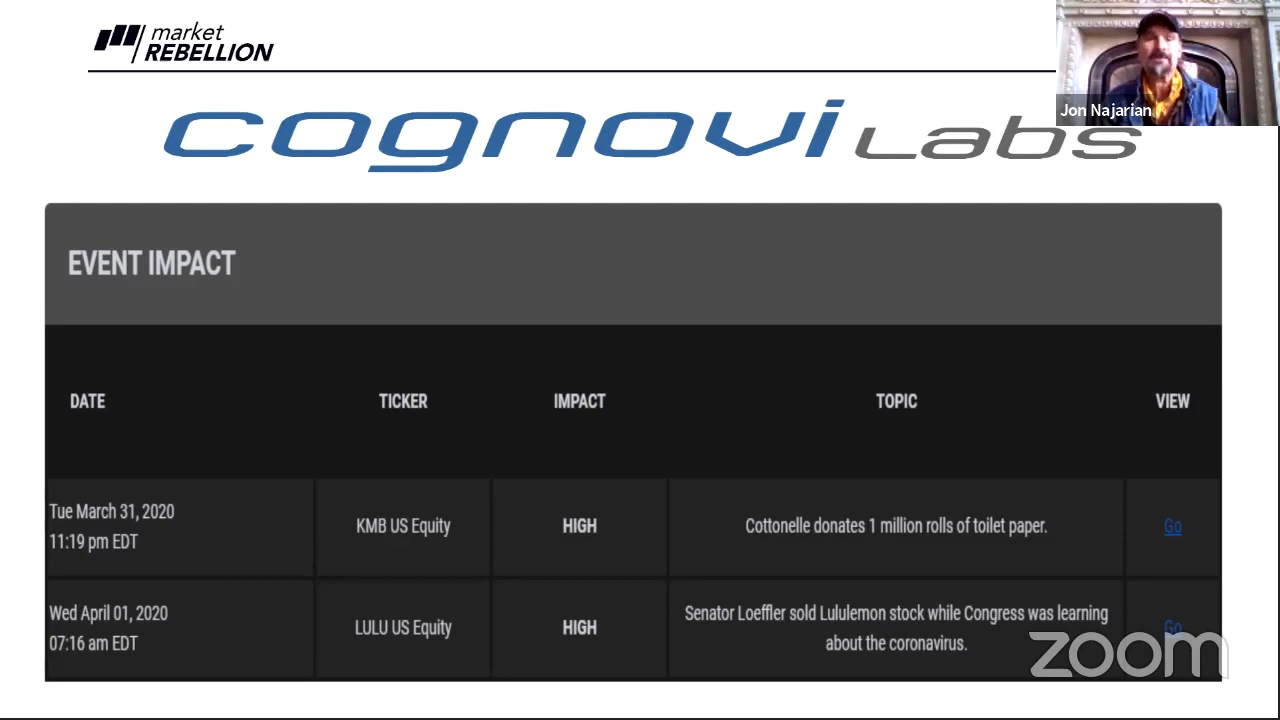 market
REBELLION
Jon Najarian
cognovi Labs
EVENT IMPACT
DATE TICKER IMPACT TOPIC VIEW
Tue March 31, 2020
11:19 pm EDT
KMB US Equity
HIGH
Cottonelle donates 1 million rolls of toilet paper.
Go
Wed April 01, 2020
07:16 am EDT
LULU US Equity
HIGH
Senator Loeffler sold Lululemon stock while Congress was learning
about the coronavirus.
Go
zoom